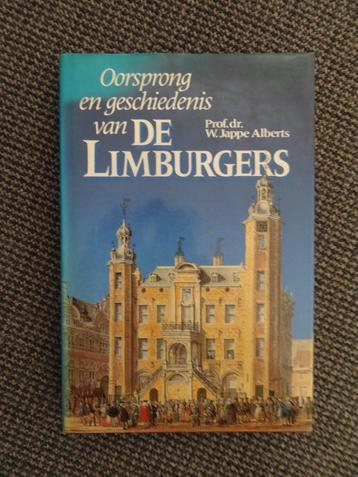 Oorsprong
en geschiedenis
van DE
Prof. dr.
W. Jappe Alberts
LIMBURGERS